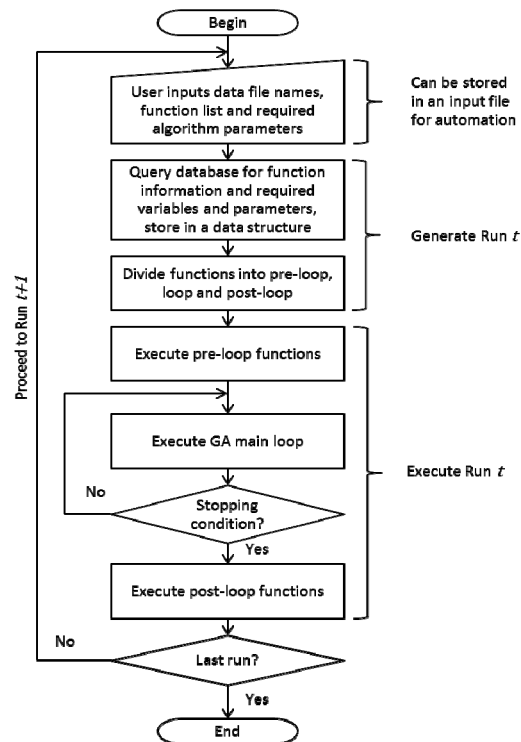 Begin
User inputs data file names,
function list and required
algorithm parameters
Can be stored
in an input file
for automation
Query database for function
information and required
variables and parameters,
store in a data structure
Generate Run t
Divide functions into pre-loop,
loop and post-loop
Proceed to Run t+1
Execute pre-loop functions
Execute GA main loop
Execute Run t
No
Stopping
condition?
Yes
Execute post-loop functions
No
Last run?
Yes
End